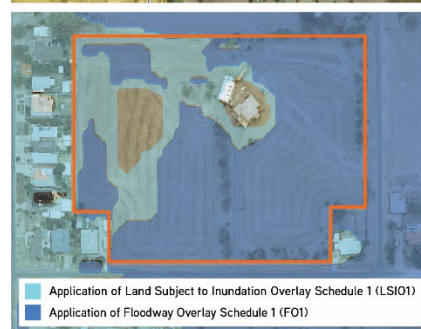 Application of Land Subject to Inundation Overlay Schedule 1 (LSIO1)
Application of Floodway Overlay Schedule 1 (FO1)